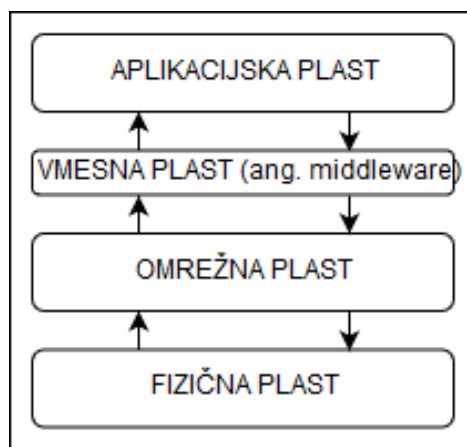 APLIKACIJSKA PLAST
VMESNA PLAST (ang. middleware)
OMREŽNA PLAST
FIZIČNA PLAST